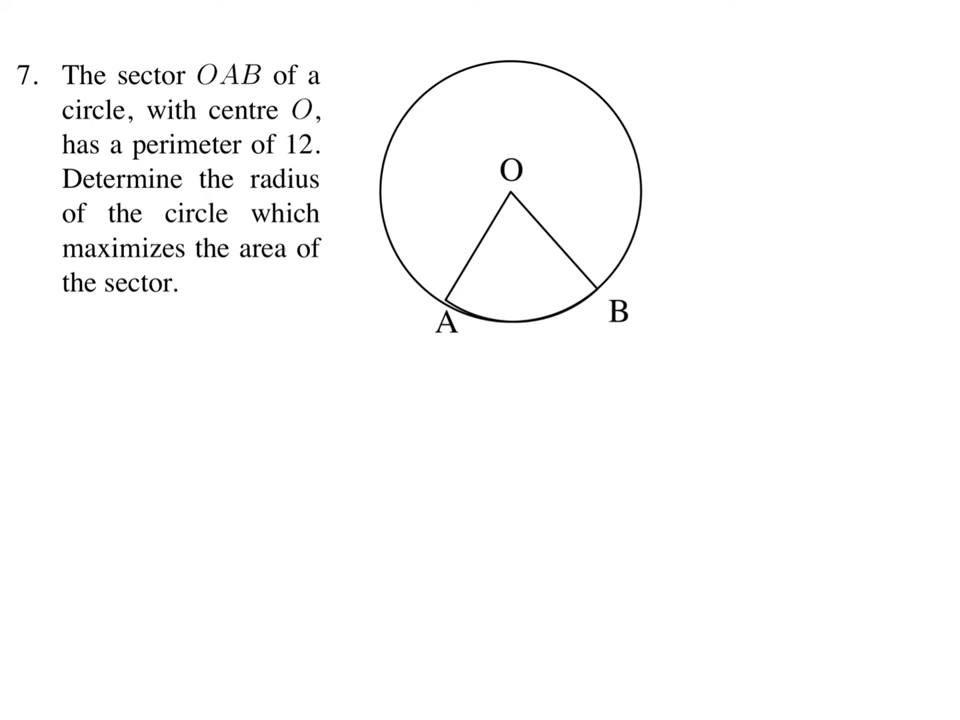 7. The sector OAB of a
circle, with centre O,
has a perimeter of 12.
Determine the radius
of the circle which
maximizes the area of
the sector.
O
A
B